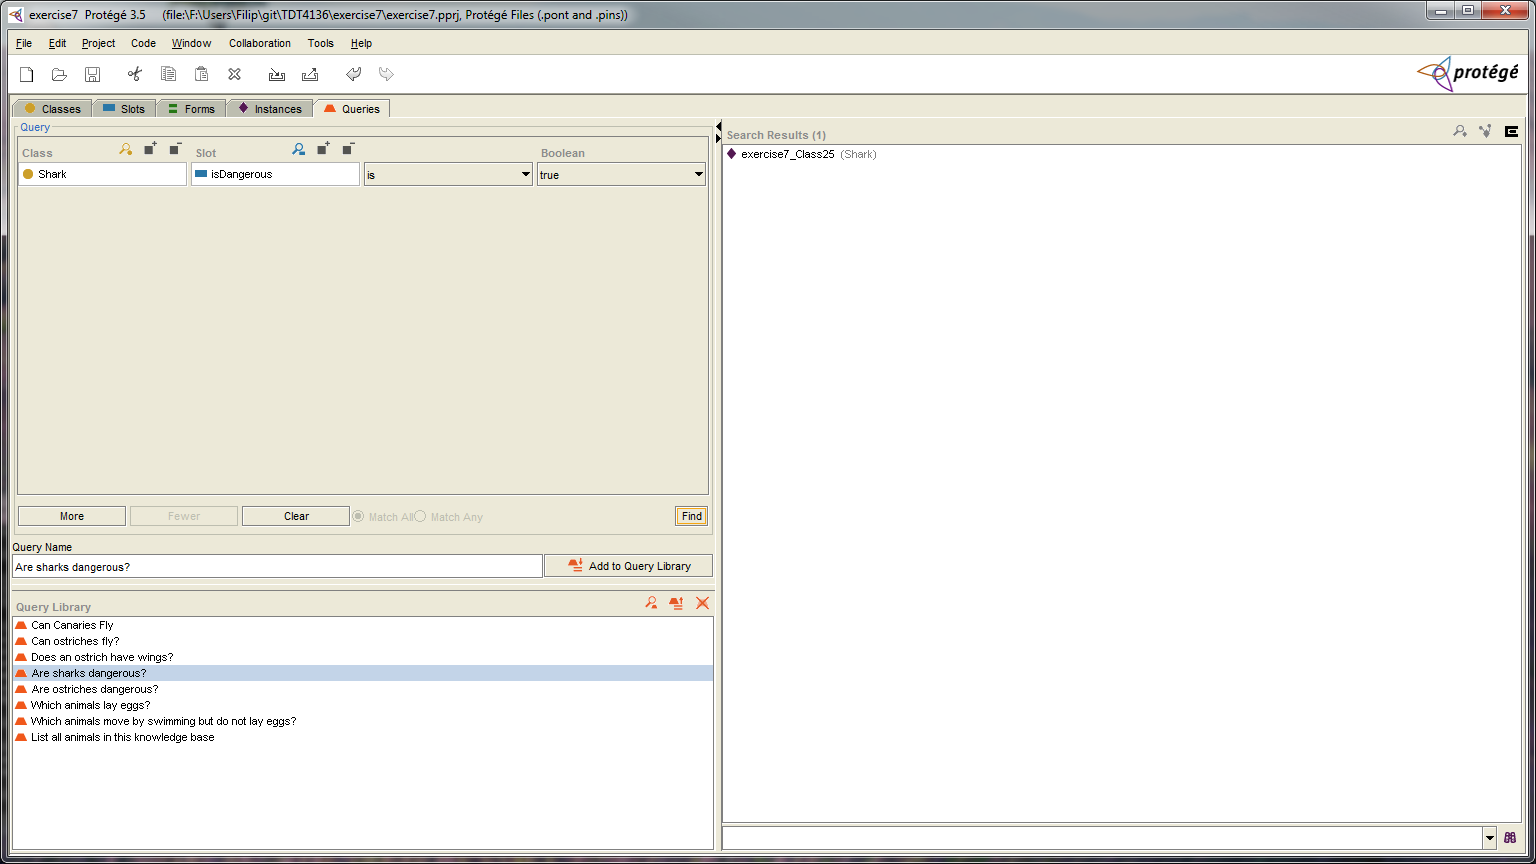 exercise7 Protégé 3.5 (file:\F:\Users\Filip\git\TDT4136\exercise7\exercise7.pprj, Protégé Files (.pont and .pins))
File Edit Project Code Window Collaboration Tools Help
protégé
Classes Slots Forms Instances Queries
Query
Class Slot Boolean
Shark isDangerous is true
More Fewer Clear Match All Match Any Find
Query Name
Are sharks dangerous? Add to Query Library
Query Library
Can Canaries Fly
Can ostriches fly?
Does an ostrich have wings?
Are sharks dangerous?
Are ostriches dangerous?
Which animals lay eggs?
Which animals move by swimming but do not lay eggs?
List all animals in this knowledge base
Search Results (1)
exercise7_Class25 (Shark)